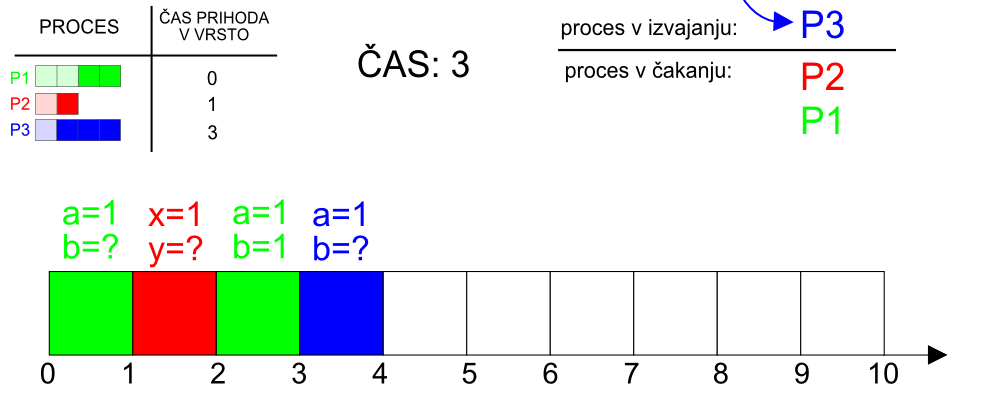 PROCES
ČAS PRIHODA
V VRSTO
P1 0
P2 1
P3 3
ČAS: 3
proces v izvajanju: P3
proces v čakanju: P2
P1
a=1 x=1 a=1 a=1
b=? y=? b=1 b=?
0 1 2 3 4 5 6 7 8 9 10